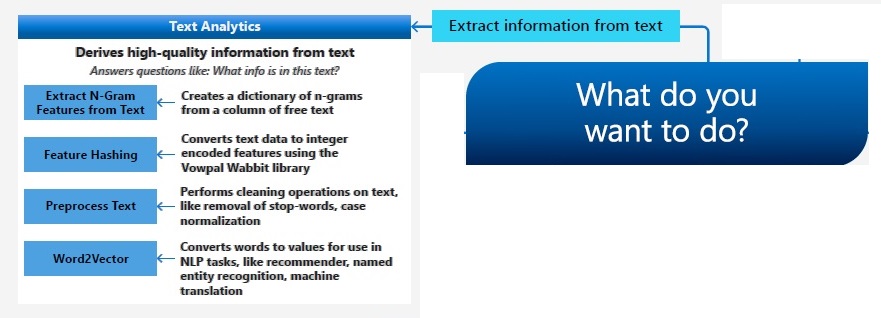 Text Analytics
Extract information from text
Derives high-quality information from text
Answers questions like: What info is in this text?
What do you
want to do?
Extract N-Gram
Features from Text
Creates a dictionary of n-grams
from a column of free text
Feature Hashing
Converts text data to integer
encoded features using the
Vowpal Wabbit library
Preprocess Text
Performs cleaning operations on text,
like removal of stop-words, case
normalization
Word2Vector
Converts words to values for use in
NLP tasks, like recommender, named
entity recognition, machine
translation